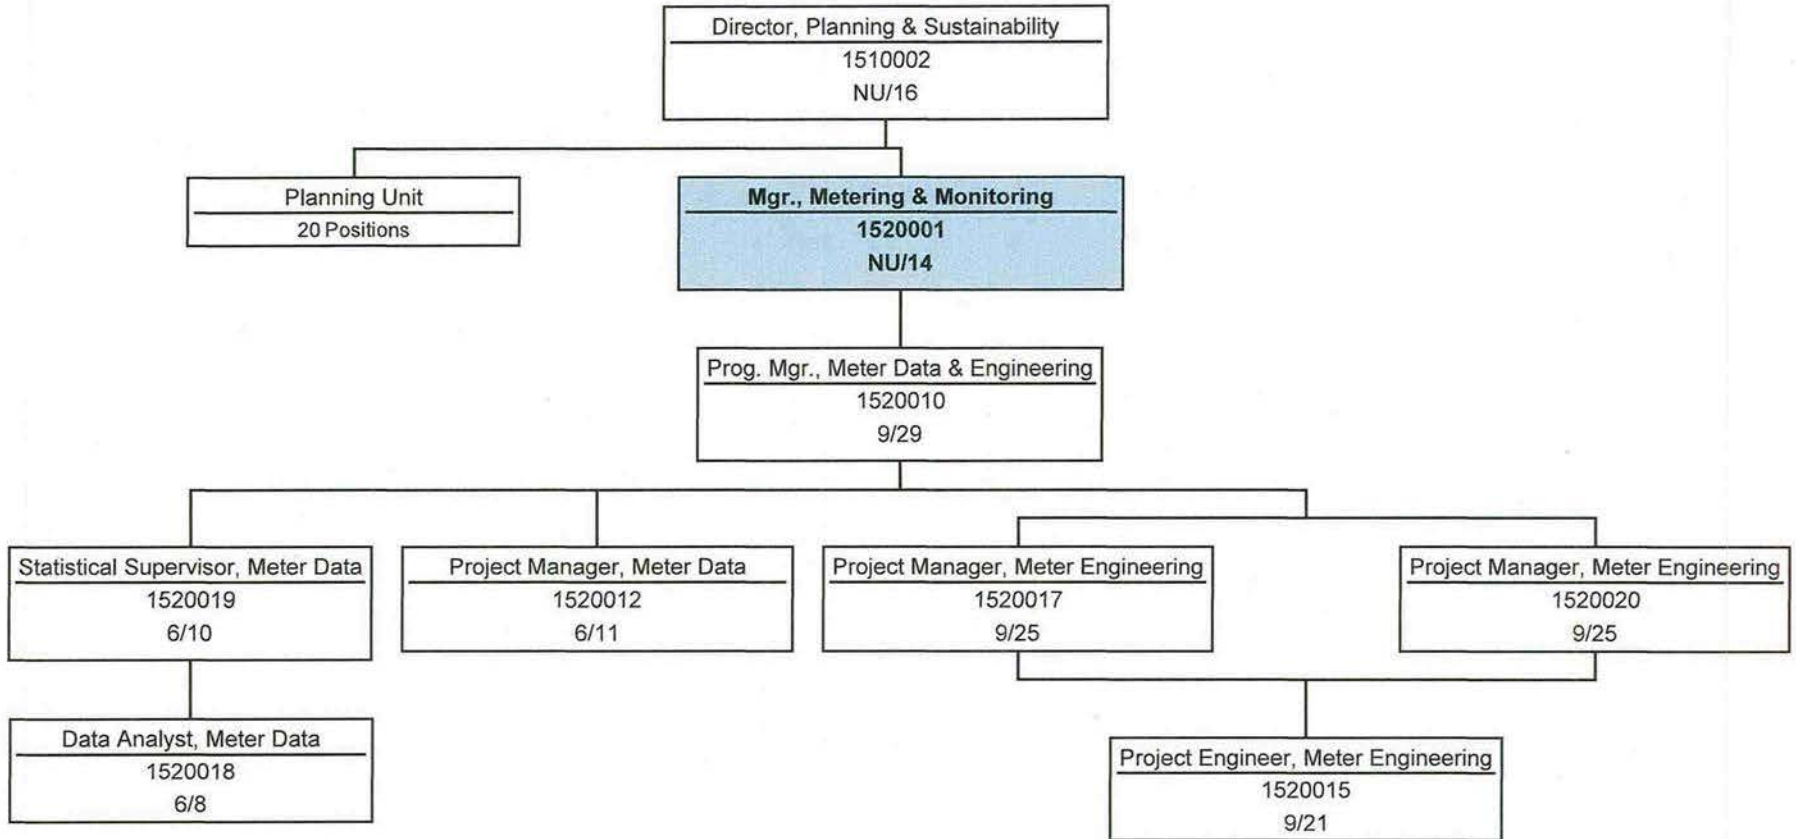 Director, Planning & Sustainability
1510002
NU/16
Planning Unit
20 Positions
Mgr., Metering & Monitoring
1520001
NU/14
Prog. Mgr., Meter Data & Engineering
1520010
9/29
Statistical Supervisor, Meter Data
1520019
6/10
Project Manager, Meter Data
1520012
6/11
Project Manager, Meter Engineering
1520017
9/25
Project Manager, Meter Engineering
1520020
9/25
Data Analyst, Meter Data
1520018
6/8
Project Engineer, Meter Engineering
1520015
9/21